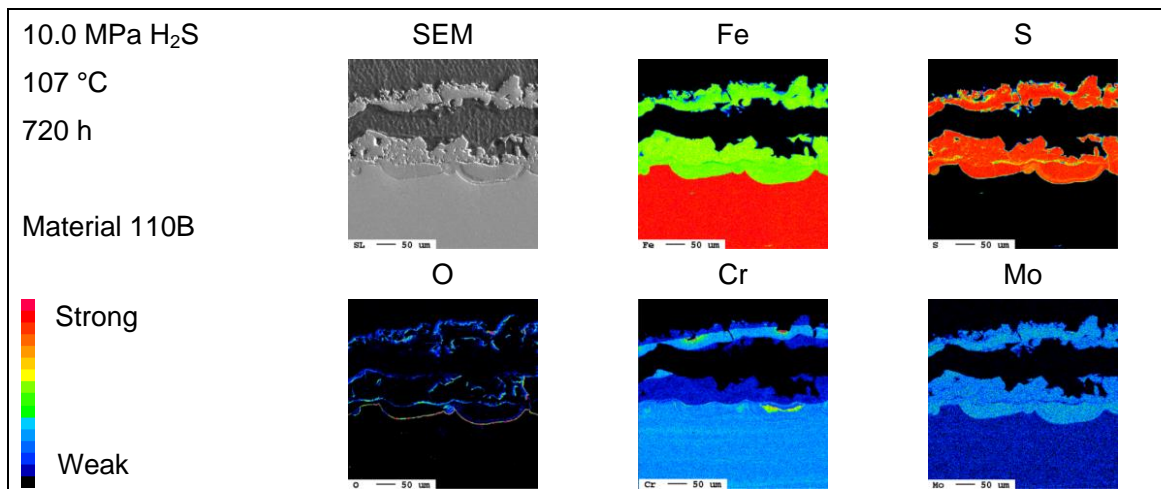 10.0 MPa H₂S
107 °C
720 h
Material 110B
Strong
Weak
SEM
SL 50 um
Fe
Fe 50 um
S
S 50 um
O
O 50 um
Cr
Cr 50 um
Mo
Mo 50 um